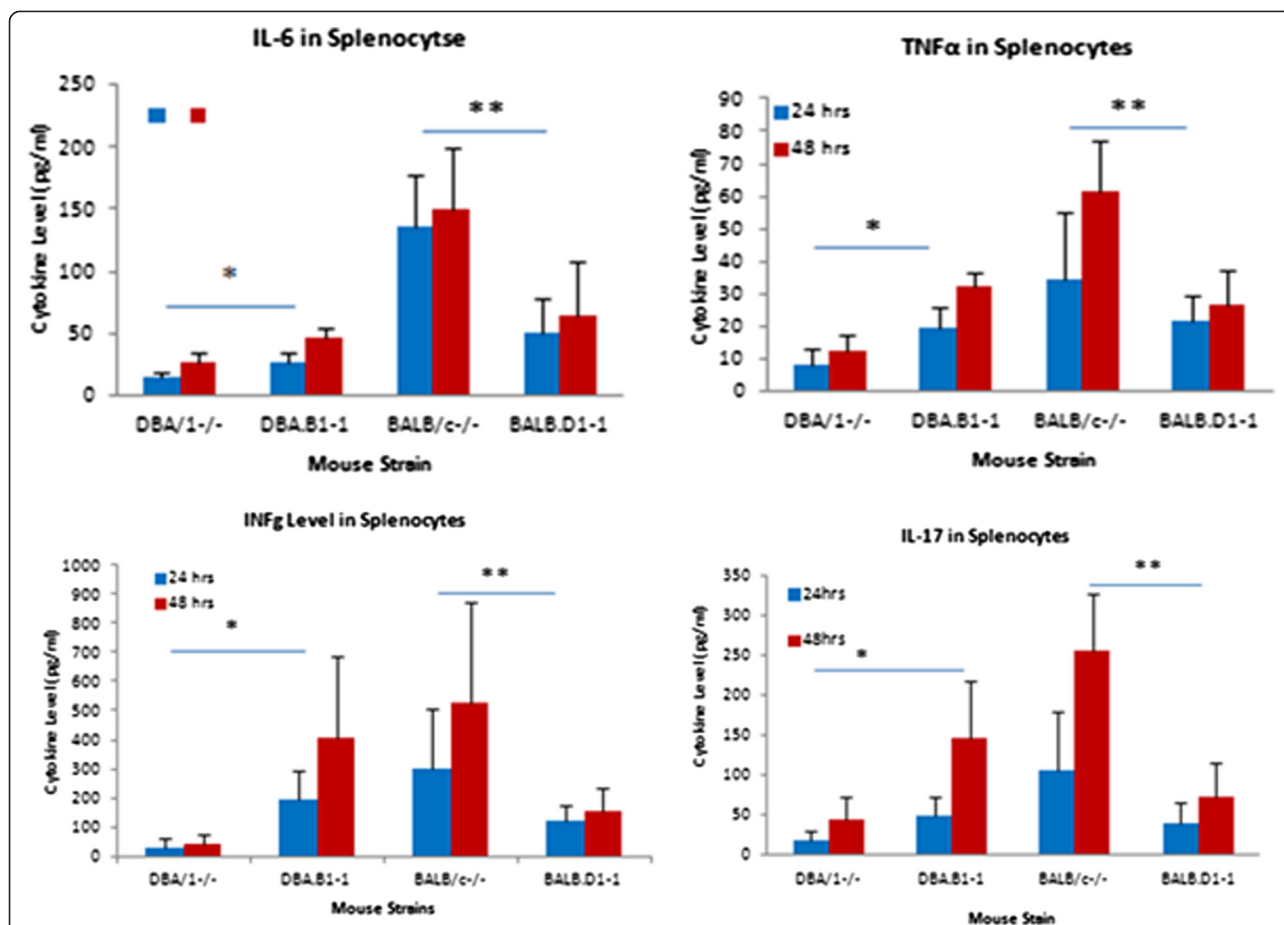 IL-6 in Splenocytse
250
200
150
100
50
0
Cytokine Level (pg/ml)
*
**
DBA/1-/-
DBA.B1-1
BALB/c-/-
BALB.D1-1
Mouse Strain
TNFα in Splenocytes
90
80
70
60
50
40
30
20
10
0
Cytokine Level (pg/ml)
24 hrs
48 hrs
*
**
DBA/1-/-
DBA.B1-1
BALB/c-/-
BALB.D1-1
Mouse Strain
INFg Level in Splenocytes
1000
900
800
700
600
500
400
300
200
100
0
Cytokine Level (pg/ml)
24 hrs
48 hrs
*
**
DBA/1-/-
DBA.B1-1
BALB/c-/-
BALB.D1-1
Mouse Strains
IL-17 in Splenocytes
350
300
250
200
150
100
50
0
Cytokine Level (pg/ml)
24hrs
48hrs
*
**
DBA/1-/-
DBA.B1-1
BALB/c-/-
BALB.D1-1
Mouse Stain